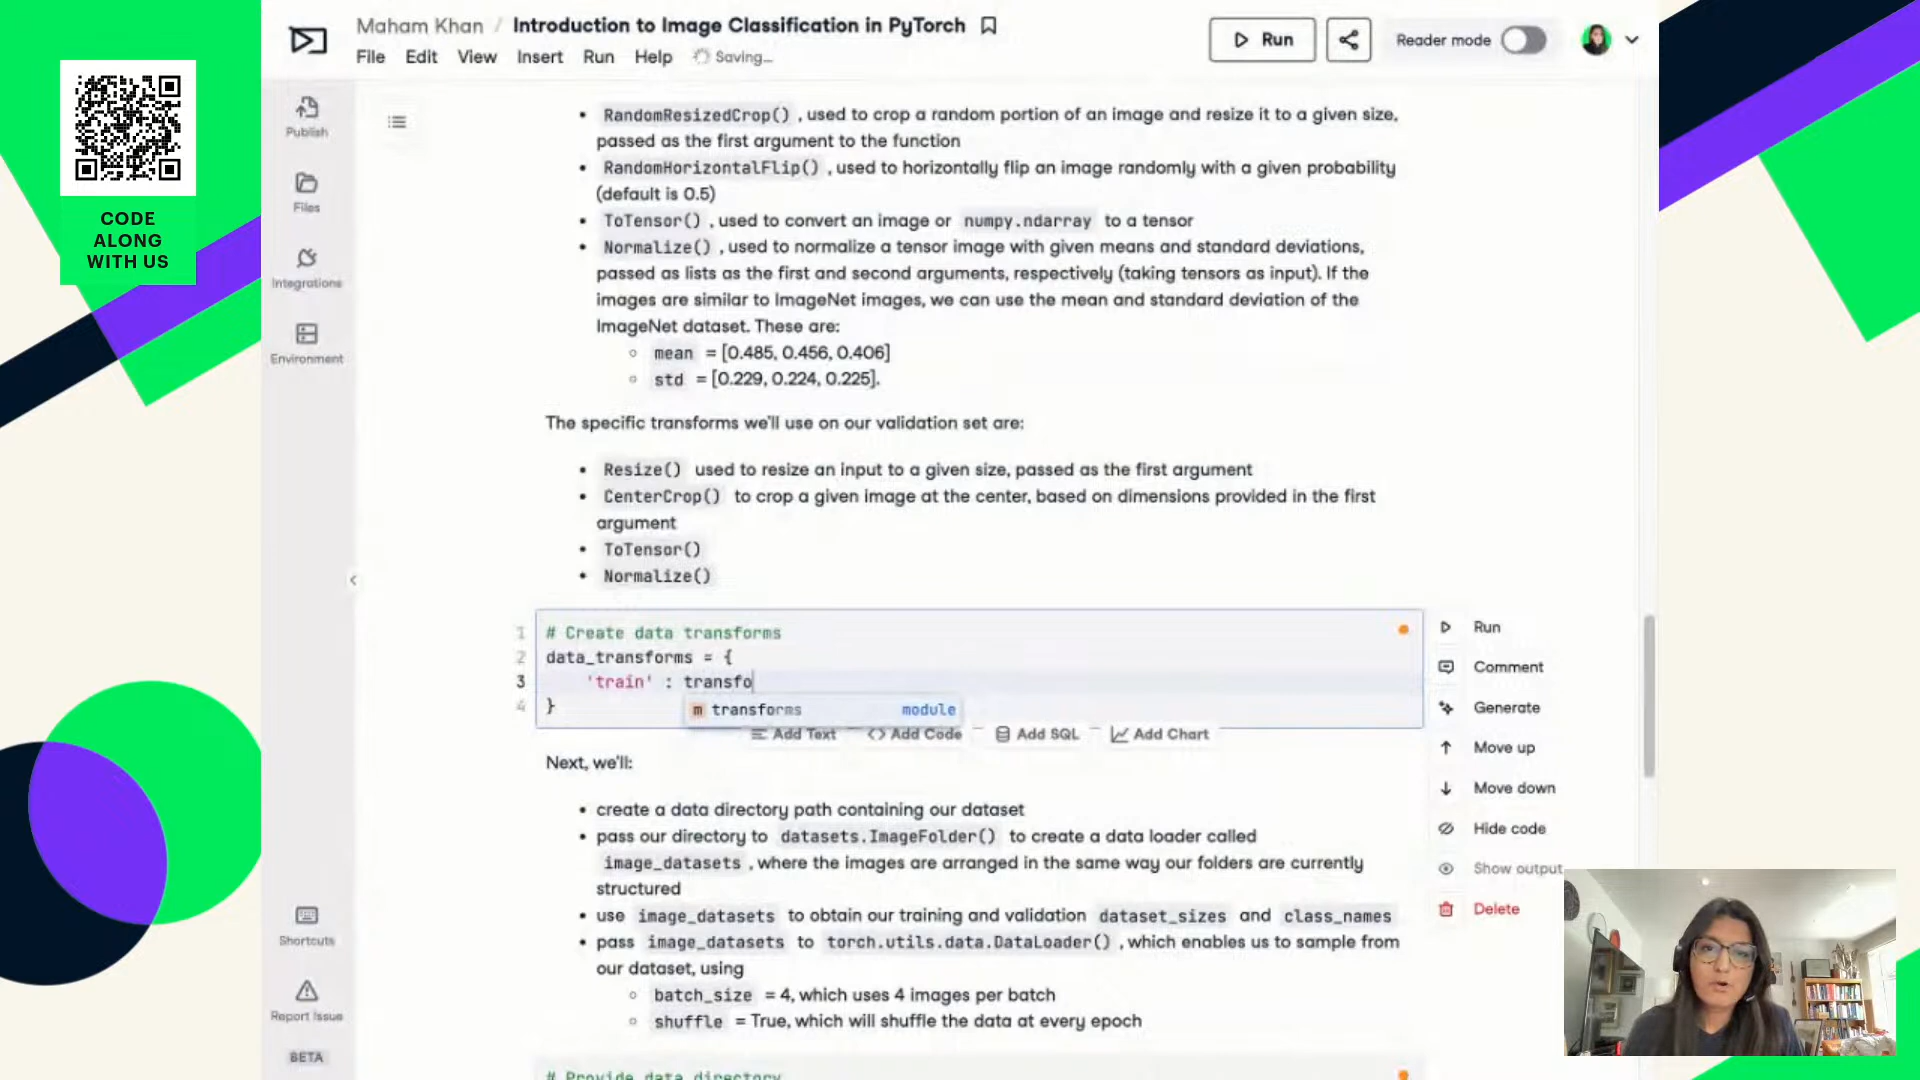 CODE
ALONG
WITH US
Maham Khan / Introduction to Image Classification in PyTorch
File Edit View Insert Run Help Saving...
Run
Reader mode
Publish
Files
Integrations
Environment
Shortcuts
Report Issue
BETA
• RandomResizedCrop() , used to crop a random portion of an image and resize it to a given size,
passed as the first argument to the function
• RandomHorizontalFlip() , used to horizontally flip an image randomly with a given probability
(default is 0.5)
• ToTensor() , used to convert an image or numpy.ndarray to a tensor
• Normalize() , used to normalize a tensor image with given means and standard deviations,
passed as lists as the first and second arguments, respectively (taking tensors as input). If the
images are similar to ImageNet images, we can use the mean and standard deviation of the
ImageNet dataset. These are:
○ mean = [0.485, 0.456, 0.406]
○ std = [0.229, 0.224, 0.225].
The specific transforms we'll use on our validation set are:
• Resize() used to resize an input to a given size, passed as the first argument
• CenterCrop() to crop a given image at the center, based on dimensions provided in the first
argument
• ToTensor()
• Normalize()
1 # Create data transforms
2 data_transforms = {
3 'train' : transfo
4 }
m transforms module
Add Text Add Code Add SQL Add Chart
Run
Comment
Generate
Move up
Move down
Hide code
Show output
Delete
Next, we'll:
• create a data directory path containing our dataset
• pass our directory to datasets.ImageFolder() to create a data loader called
image_datasets , where the images are arranged in the same way our folders are currently
structured
• use image_datasets to obtain our training and validation dataset_sizes and class_names
• pass image_datasets to torch.utils.data.DataLoader() , which enables us to sample from
our dataset, using
○ batch_size = 4, which uses 4 images per batch
○ shuffle = True, which will shuffle the data at every epoch
# Provide data directory